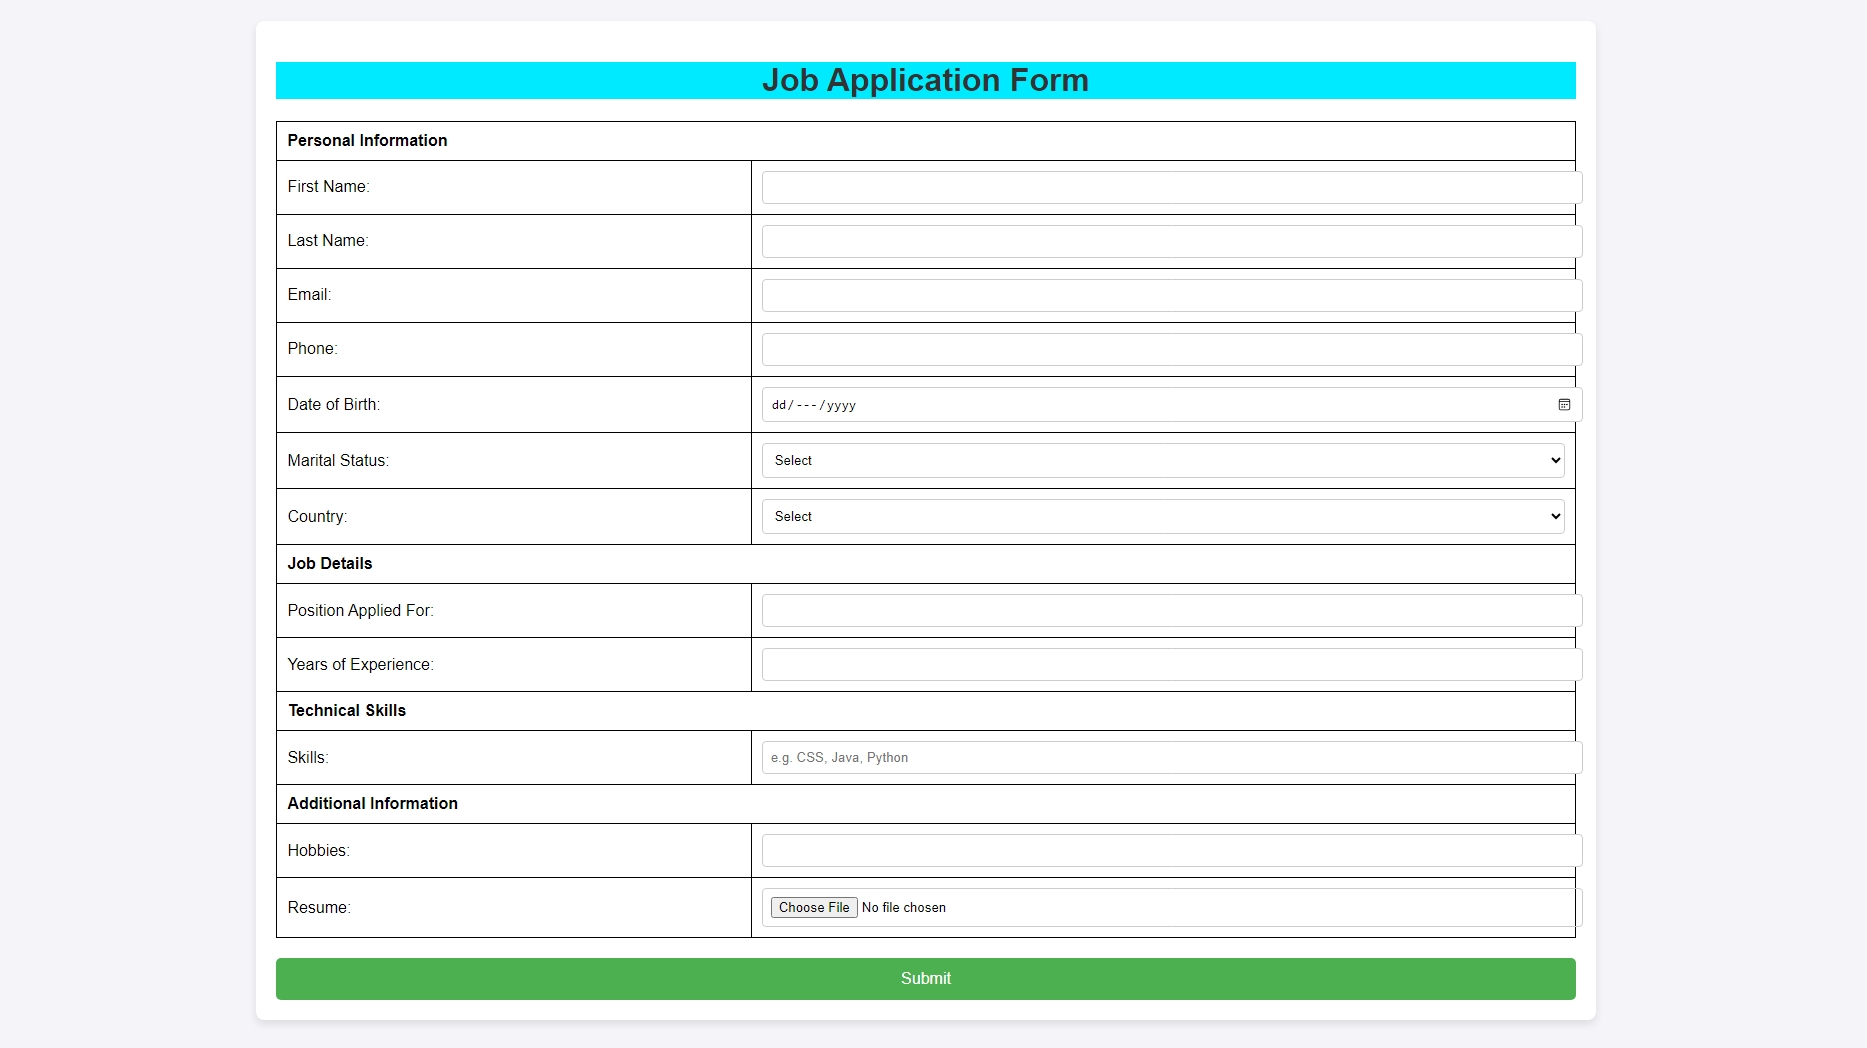 Job Application Form
Personal Information
First Name:
Last Name:
Email:
Phone:
Date of Birth: dd/---/yyyy
Marital Status: Select
Country: Select
Job Details
Position Applied For:
Years of Experience:
Technical Skills
Skills: e.g. CSS, Java, Python
Additional Information
Hobbies:
Resume: Choose File No file chosen
Submit